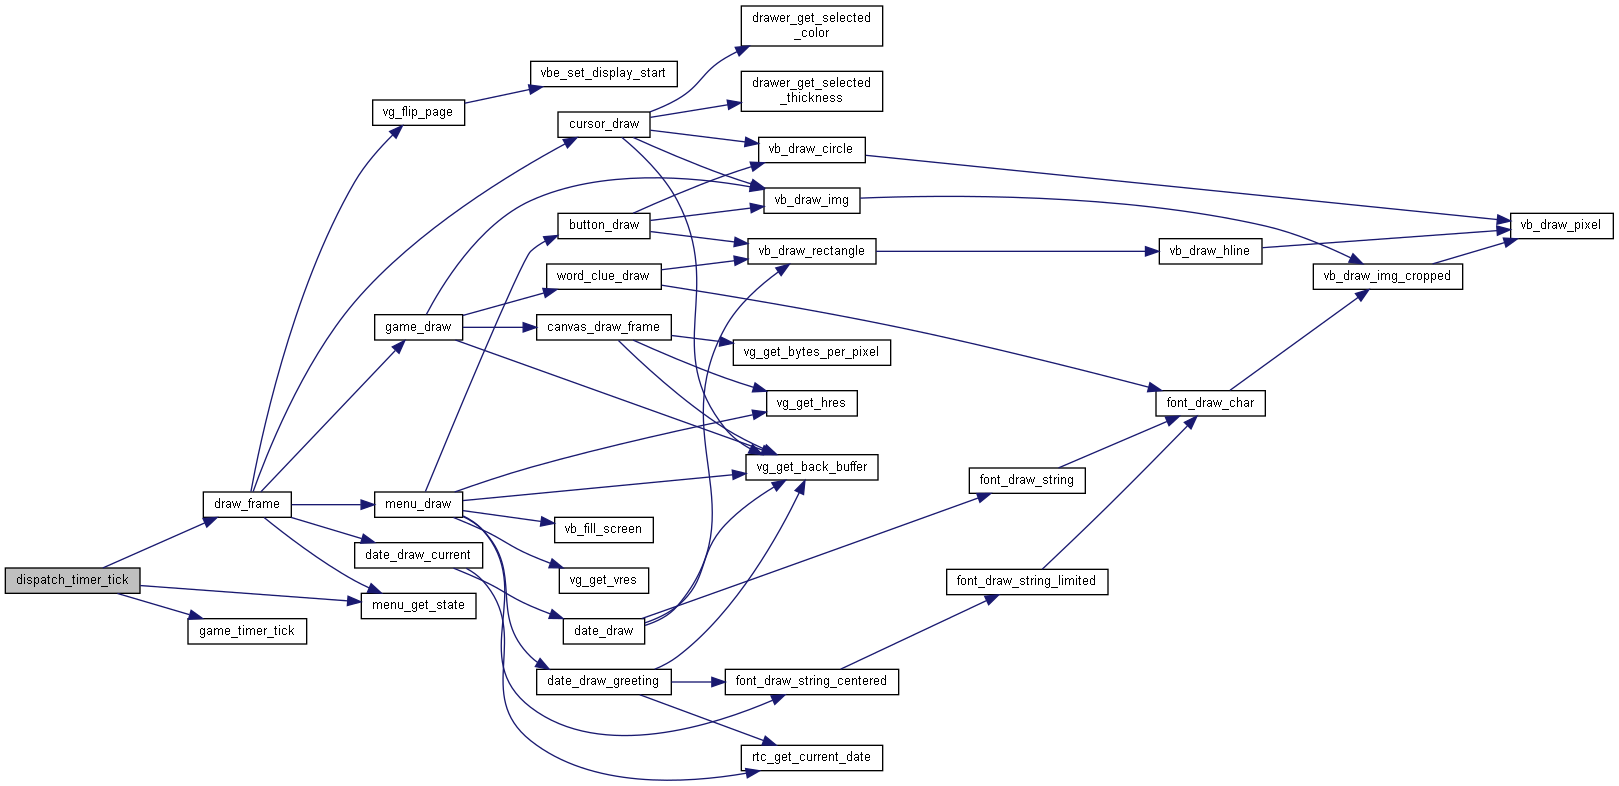 drawer_get_selected
_color
vbe_set_display_start
drawer_get_selected
_thickness
vg_flip_page
cursor_draw
vb_draw_circle
vb_draw_img
button_draw
vb_draw_pixel
vb_draw_rectangle
vb_draw_hline
word_clue_draw
vb_draw_img_cropped
game_draw
canvas_draw_frame
vg_get_bytes_per_pixel
vg_get_hres
font_draw_char
vg_get_back_buffer
font_draw_string
draw_frame
menu_draw
vb_fill_screen
date_draw_current
dispatch_timer_tick
vg_get_vres
font_draw_string_limited
menu_get_state
game_timer_tick
date_draw
date_draw_greeting
font_draw_string_centered
rtc_get_current_date